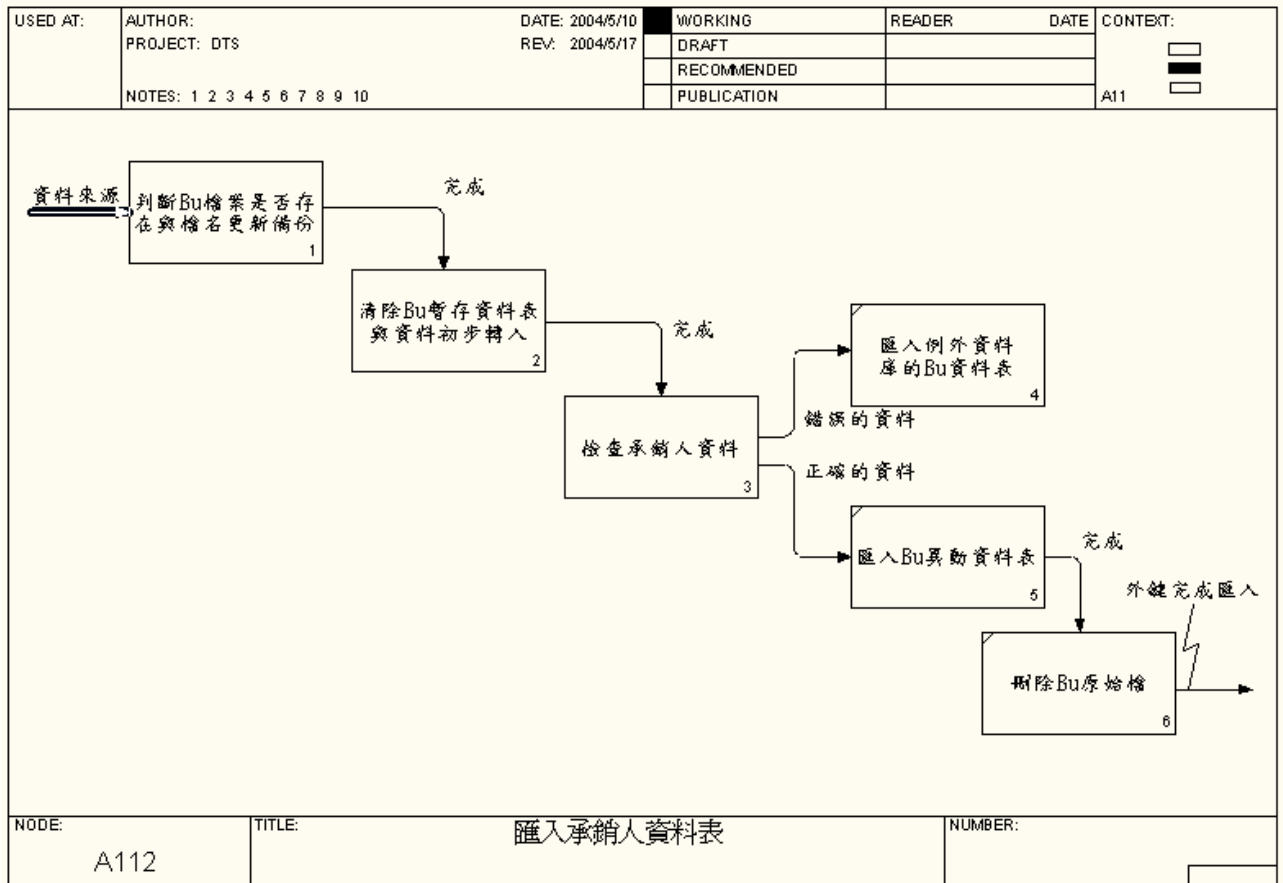 USED AT:
AUTHOR:
DATE: 2004/5/10
PROJECT: DTS
REV: 2004/5/17
NOTES: 1 2 3 4 5 6 7 8 9 10
WORKING
DRAFT
RECOMMENDED
PUBLICATION
READER
DATE
CONTEXT:
A11
資料來源
判斷Bu檔案是否存
在與檔名更新備份
1
完成
清除Bu暫存資料表
與資料初步轉入
2
完成
檢查承銷人資料
3
錯誤的資料
正確的資料
匯入例外資料
庫的Bu資料表
4
匯入Bu異動資料表
5
完成
刪除Bu原始檔
6
外鍵完成匯入
NODE:
A112
TITLE:
匯入承銷人資料表
NUMBER: